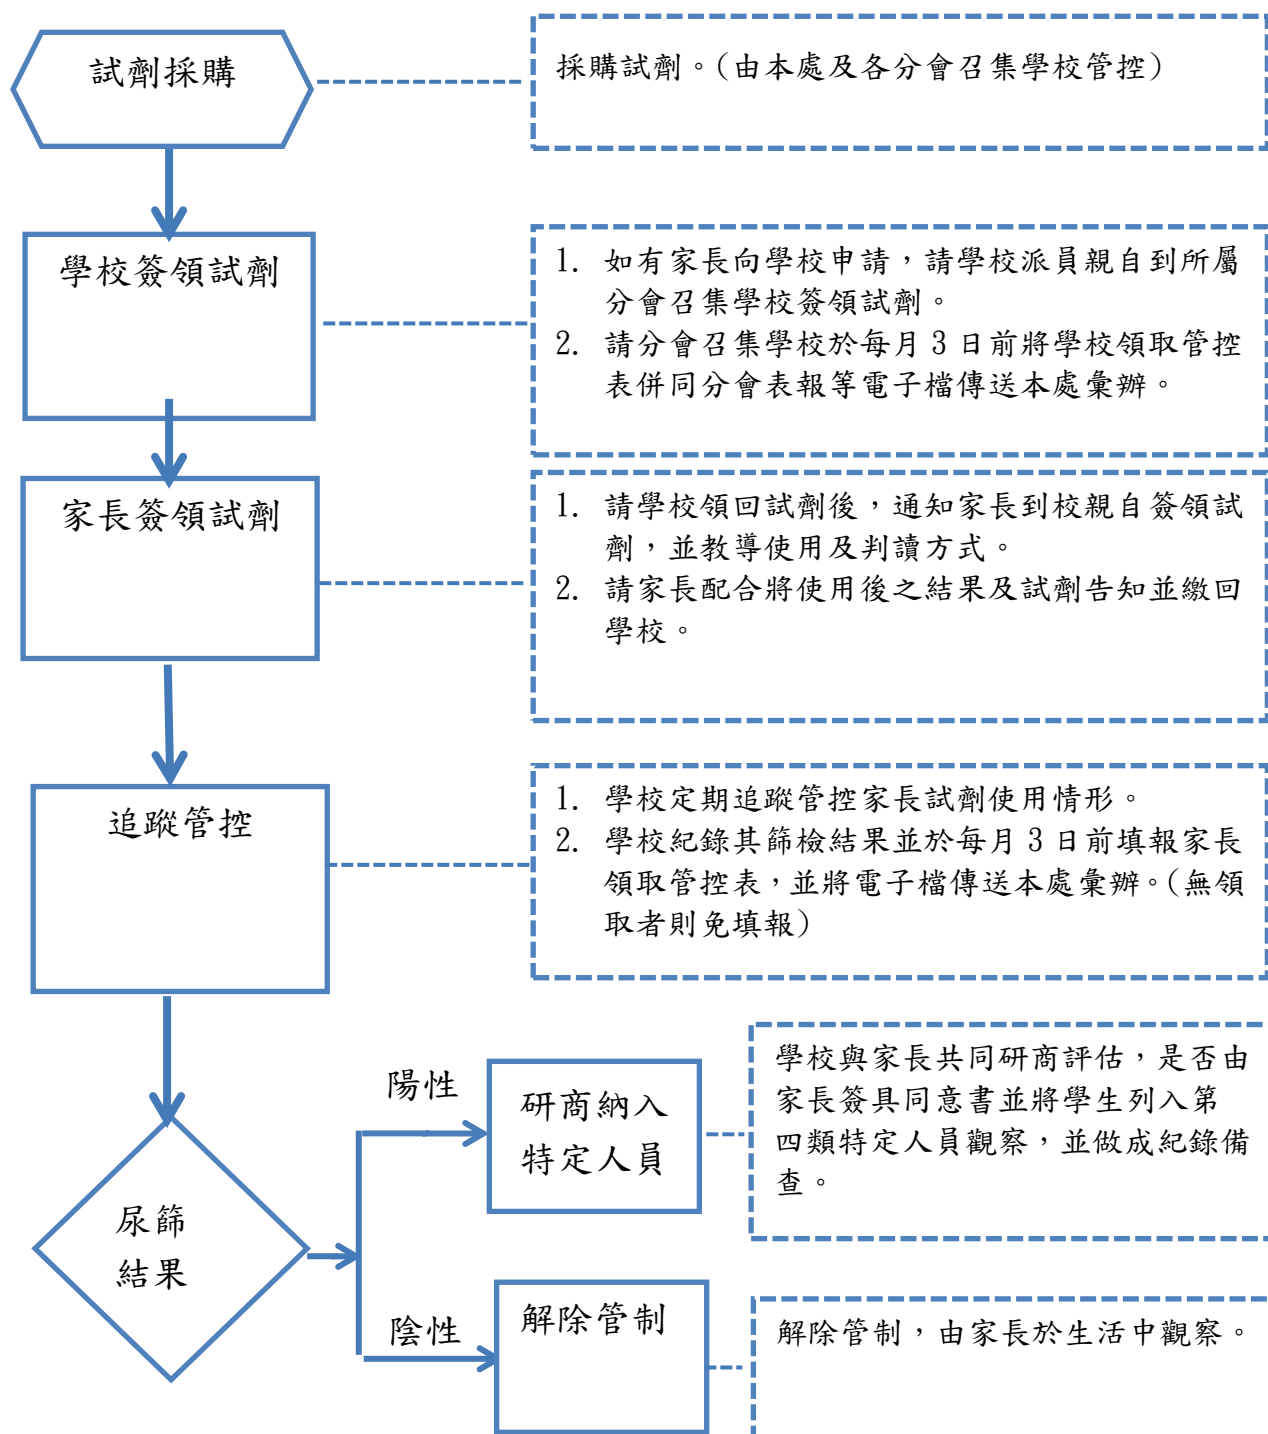 試劑採購
採購試劑。(由本處及各分會召集學校管控)
學校簽領試劑
1. 如有家長向學校申請，請學校派員親自到所屬
分會召集學校簽領試劑。
2. 請分會召集學校於每月 3 日前將學校領取管控
表併同分會表報等電子檔傳送本處彙辦。
家長簽領試劑
1. 請學校領回試劑後，通知家長到校親自簽領試
劑，並教導使用及判讀方式。
2. 請家長配合將使用後之結果及試劑告知並繳回
學校。
追蹤管控
1. 學校定期追蹤管控家長試劑使用情形。
2. 學校紀錄其篩檢結果並於每月 3 日前填報家長
領取管控表，並將電子檔傳送本處彙辦。(無領
取者則免填報)
尿篩
結果
陽性
研商納入
特定人員
學校與家長共同研商評估，是否由
家長簽具同意書並將學生列入第
四類特定人員觀察，並做成紀錄備
查。
陰性
解除管制
解除管制，由家長於生活中觀察。